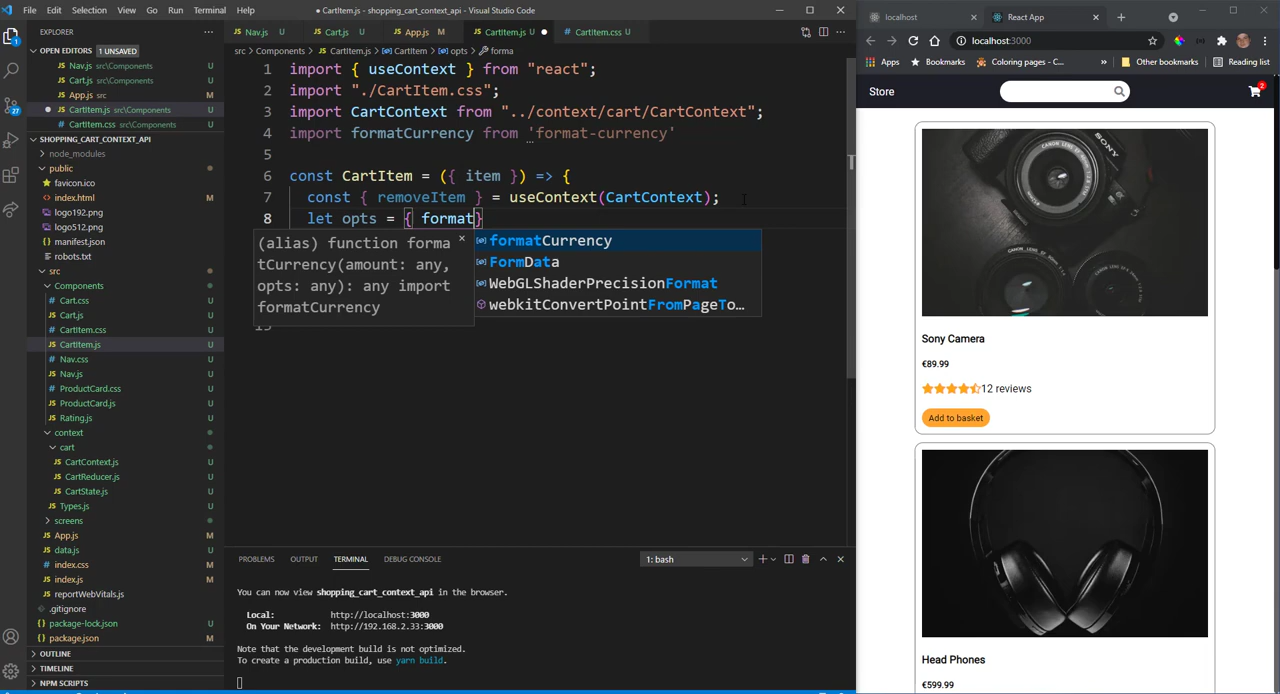 File Edit Selection View Go Run Terminal Help
● CartItem.js - shopping_cart_context_api - Visual Studio Code
EXPLORER
OPEN EDITORS 1 UNSAVED
Nav.js src\Components U
Cart.js src\Components U
App.js src M
CartItem.js src\Components U
CartItem.css src\Components U
SHOPPING_CART_CONTEXT_API
node_modules
public
favicon.ico U
index.html M
logo192.png U
logo512.png U
manifest.json U
robots.txt U
src
Components
Cart.css U
Cart.js U
CartItem.css U
CartItem.js U
Nav.css U
Nav.js U
ProductCard.css U
ProductCard.js U
Rating.js U
context
cart
CartContext.js U
CartReducer.js U
CartState.js U
Types.js U
screens
App.js M
data.js U
index.css M
index.js M
reportWebVitals.js U
.gitignore U
package-lock.json U
package.json M
OUTLINE
TIMELINE
NPM SCRIPTS
1
27
Nav.js U Cart.js U App.js M CartItem.js U ● CartItem.css U
src > Components > CartItem.js > CartItem > opts > forma
1 import { useContext } from "react";
2 import "./CartItem.css";
3 import CartContext from "../context/cart/CartContext";
4 import formatCurrency from 'format-currency'
5
6 const CartItem = ({ item }) => {
7 const { removeItem } = useContext(CartContext);
8 let opts = { format}
(alias) function forma
tCurrency(amount: any,
opts: any): any import
formatCurrency
formatCurrency
FormData
WebGLShaderPrecisionFormat
webkitConvertPointFromPageTo…
PROBLEMS OUTPUT TERMINAL DEBUG CONSOLE
1: bash
You can now view shopping_cart_context_api in the browser.
Local: http://localhost:3000
On Your Network: http://192.168.2.33:3000
Note that the development build is not optimized.
To create a production build, use yarn build.
localhost
React App
localhost:3000
Apps Bookmarks Coloring pages - C... » Other bookmarks Reading list
Store
2
Sony Camera
€89.99
12 reviews
Add to basket
Head Phones
€599.99